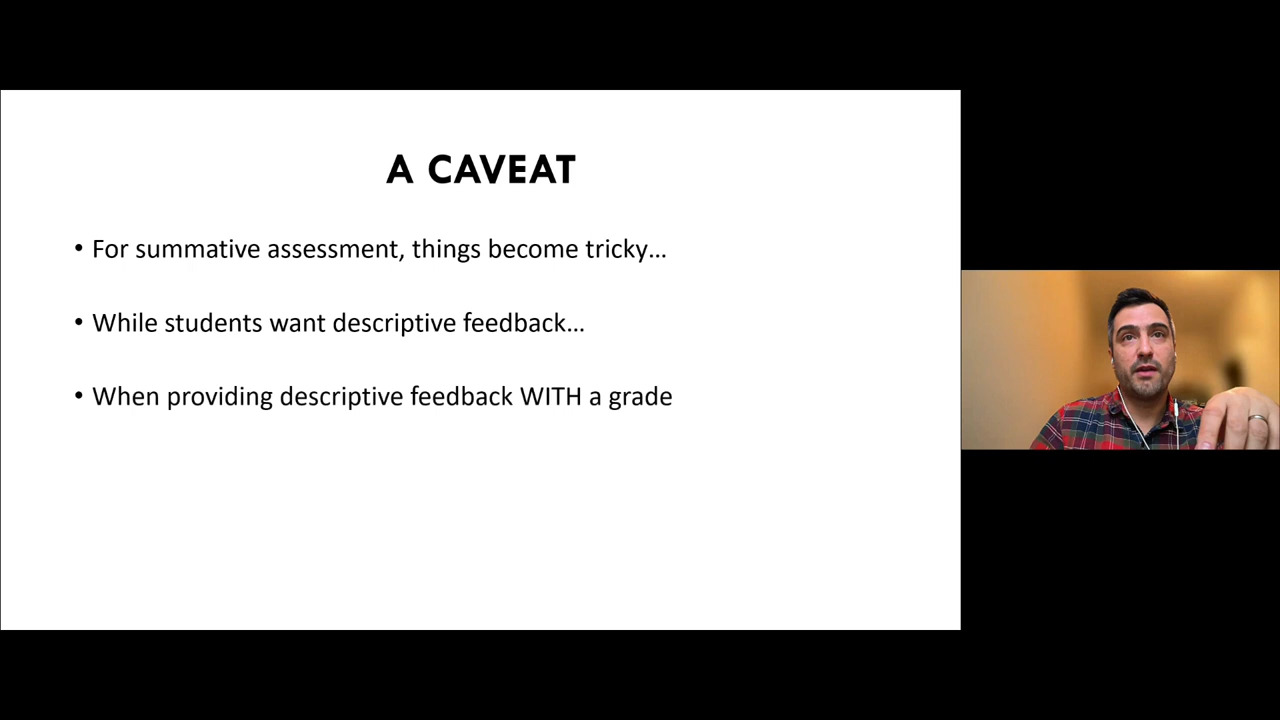 A CAVEAT
• For summative assessment, things become tricky…
• While students want descriptive feedback…
• When providing descriptive feedback WITH a grade